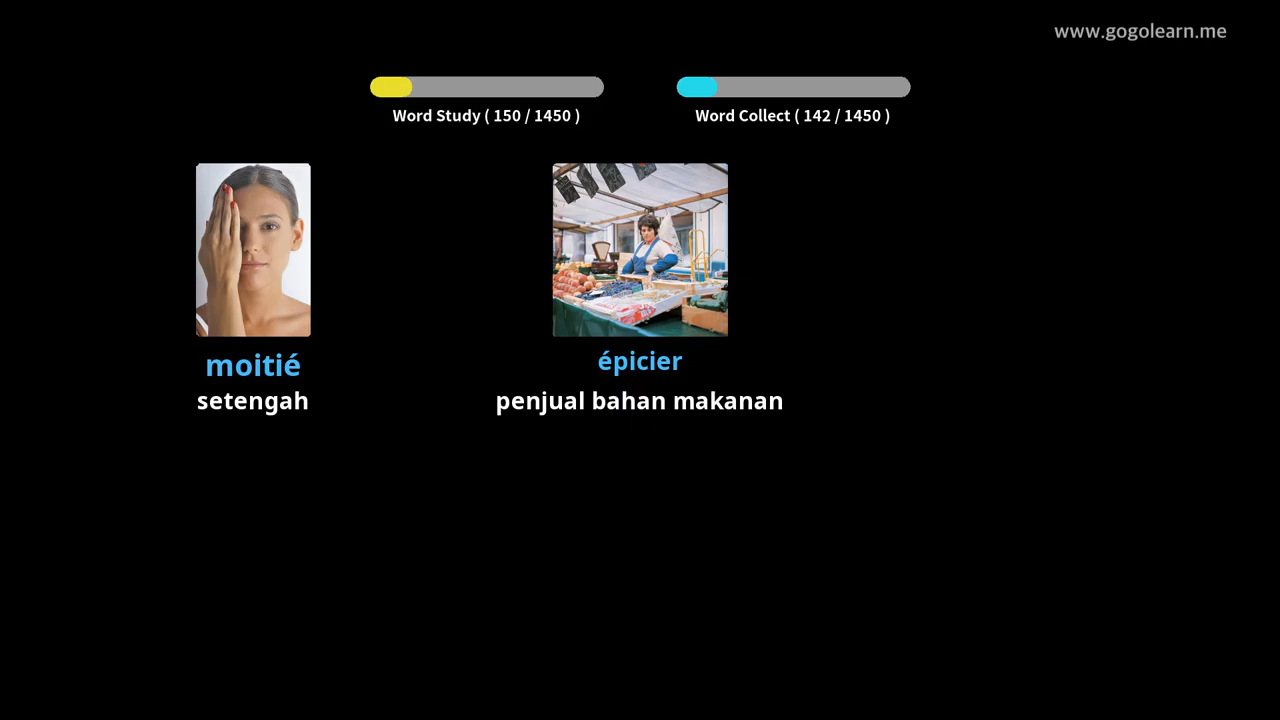 www.gogolearn.me
Word Study ( 150 / 1450 )
Word Collect ( 142 / 1450 )
moitié
setengah
épicier
penjual bahan makanan